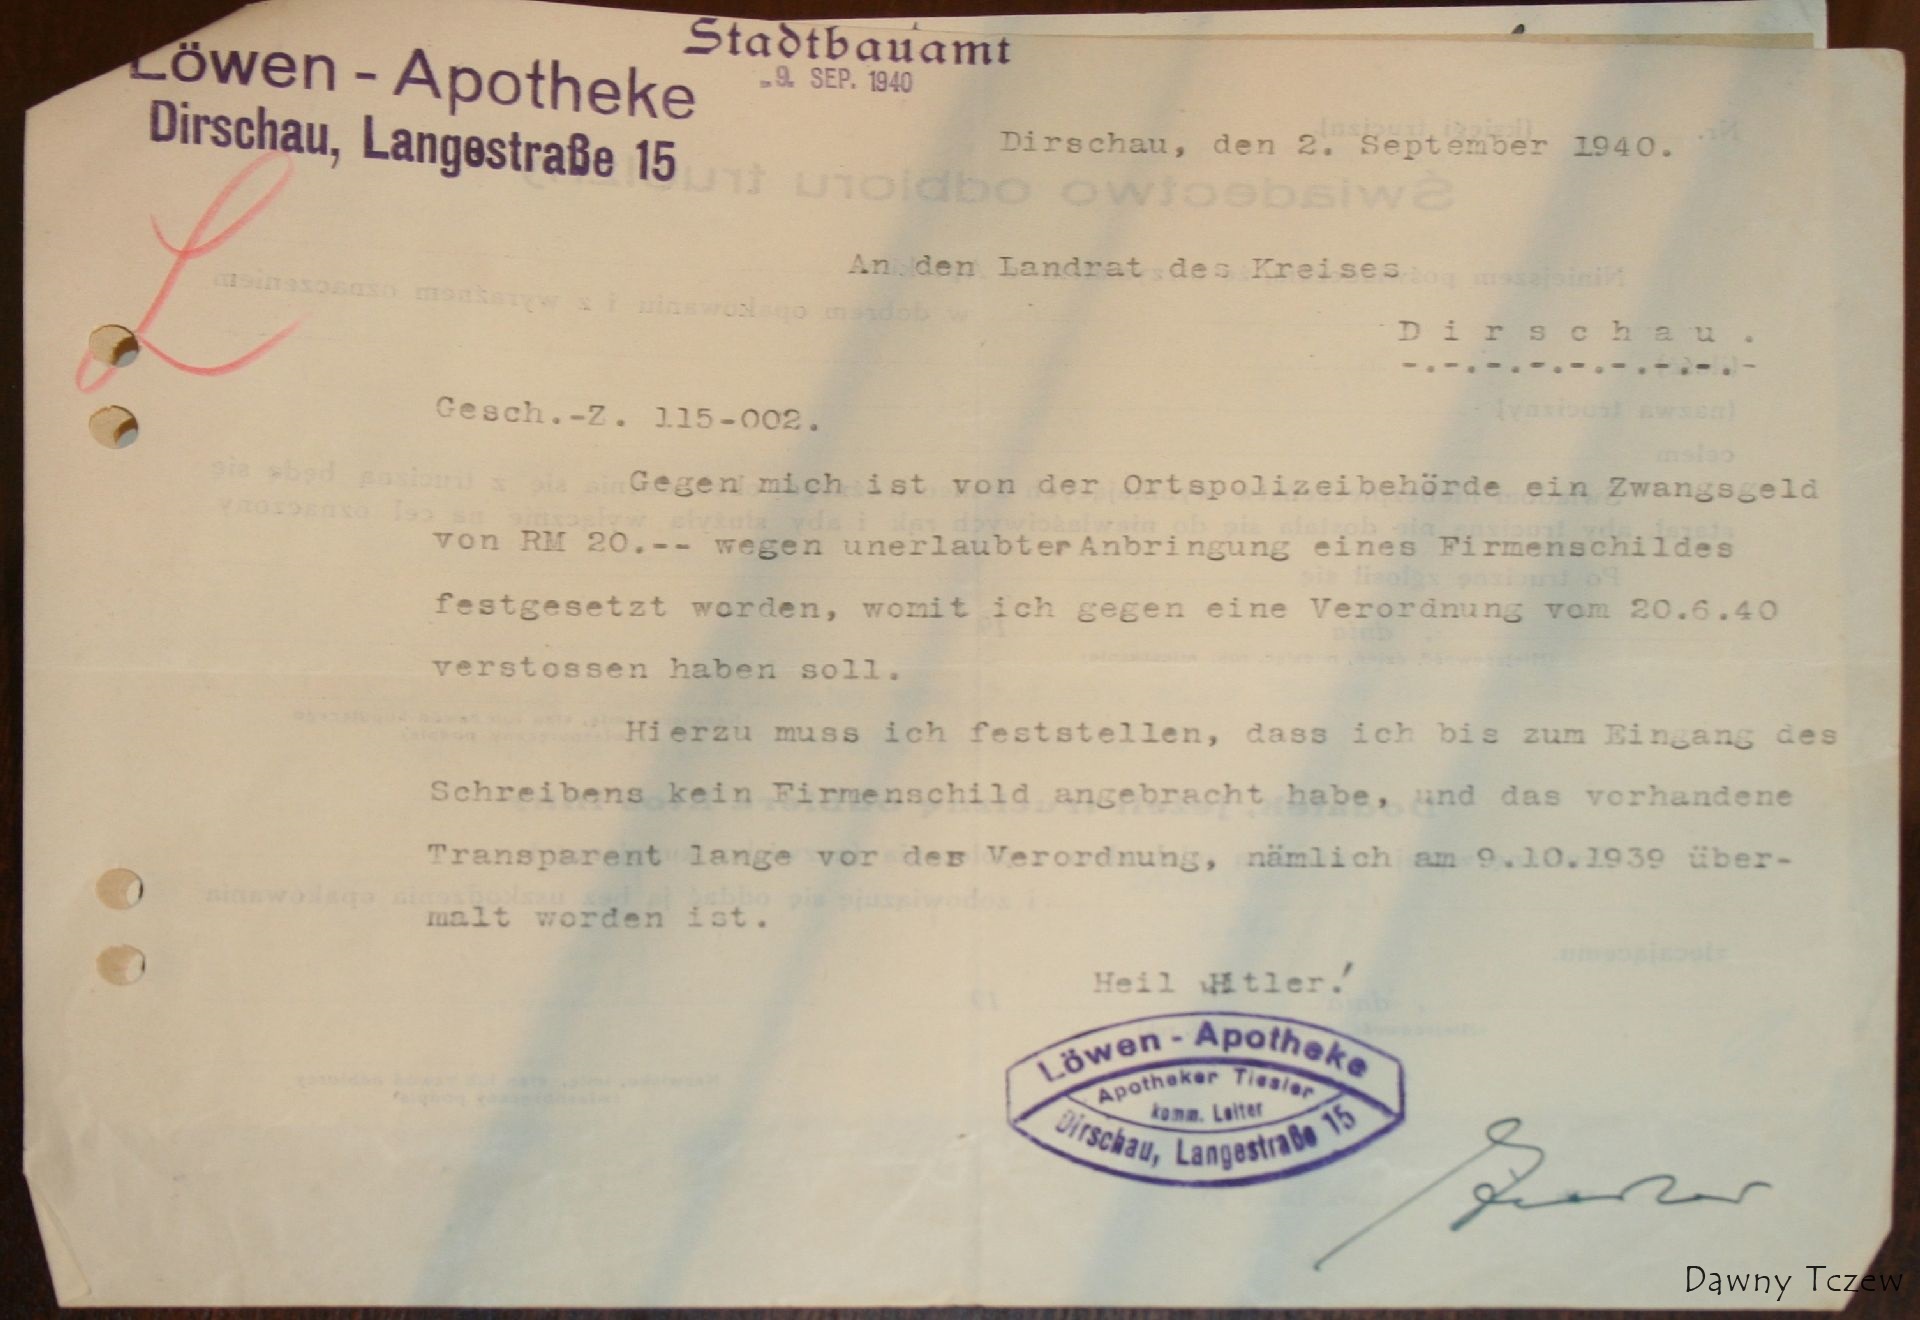 Stadtbauamt
-9. SEP. 1940
Löwen - Apotheke
Dirschau, Langestraße 15
Dirschau, den 2. September 1940.
An den Landrat des Kreises
Dirschau.
-.-.-.-.-.-.-.-.-
Gesch.-Z. 115-002.
Gegen mich ist von der Ortspolizeibehörde ein Zwangsgeld
von RM 20.-- wegen unerlaubter Anbringung eines Firmenschildes
festgesetzt worden, womit ich gegen eine Verordnung vom 20.6.40
verstossen haben soll.
Hierzu muss ich feststellen, dass ich bis zum Eingang des
Schreibens kein Firmenschild angebracht habe, und das vorhandene
Transparent lange vor der Verordnung, nämlich am 9.10.1939 über-
malt worden ist.
Heil Hitler!
Löwen - Apotheke
Apotheker Tiesler
komm. Leiter
Dirschau, Langestraße 15
Dawny Tczew